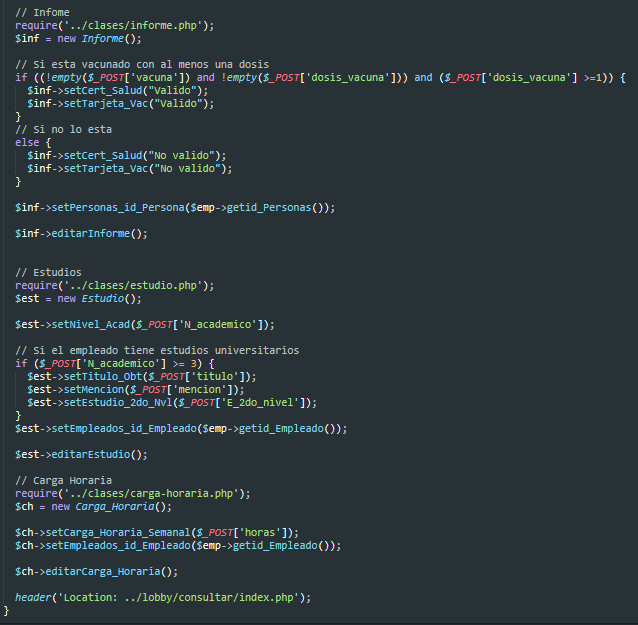 // Infome
require('../clases/informe.php');
$inf = new Informe();
// Si esta vacunado con al menos una dosis
if ((!empty($_POST['vacuna']) and !empty($_POST['dosis_vacuna'])) and ($_POST['dosis_vacuna'] >=1)) {
$inf->setCert_Salud("Valido");
$inf->setTarjeta_Vac("Valido");
}
// Si no lo esta
else {
$inf->setCert_Salud("No valido");
$inf->setTarjeta_Vac("No valido");
}
$inf->setPersonas_id_Persona($emp->getid_Personas());
$inf->editarInforme();
// Estudios
require('../clases/estudio.php');
$est = new Estudio();
$est->setNivel_Acad($_POST['N_academico']);
// Si el empleado tiene estudios universitarios
if ($_POST['N_academico'] >= 3) {
$est->setTitulo_Obt($_POST['titulo']);
$est->setMencion($_POST['mencion']);
$est->setEstudio_2do_Nvl($_POST['E_2do_nivel']);
}
$est->setEmpleados_id_Empleado($emp->getid_Empleado());
$est->editarEstudio();
// Carga Horaria
require('../clases/carga-horaria.php');
$ch = new Carga_Horaria();
$ch->setCarga_Horaria_Semanal($_POST['horas']);
$ch->setEmpleados_id_Empleado($emp->getid_Empleado());
$ch->editarCarga_Horaria();
header('Location: ../lobby/consultar/index.php');
}